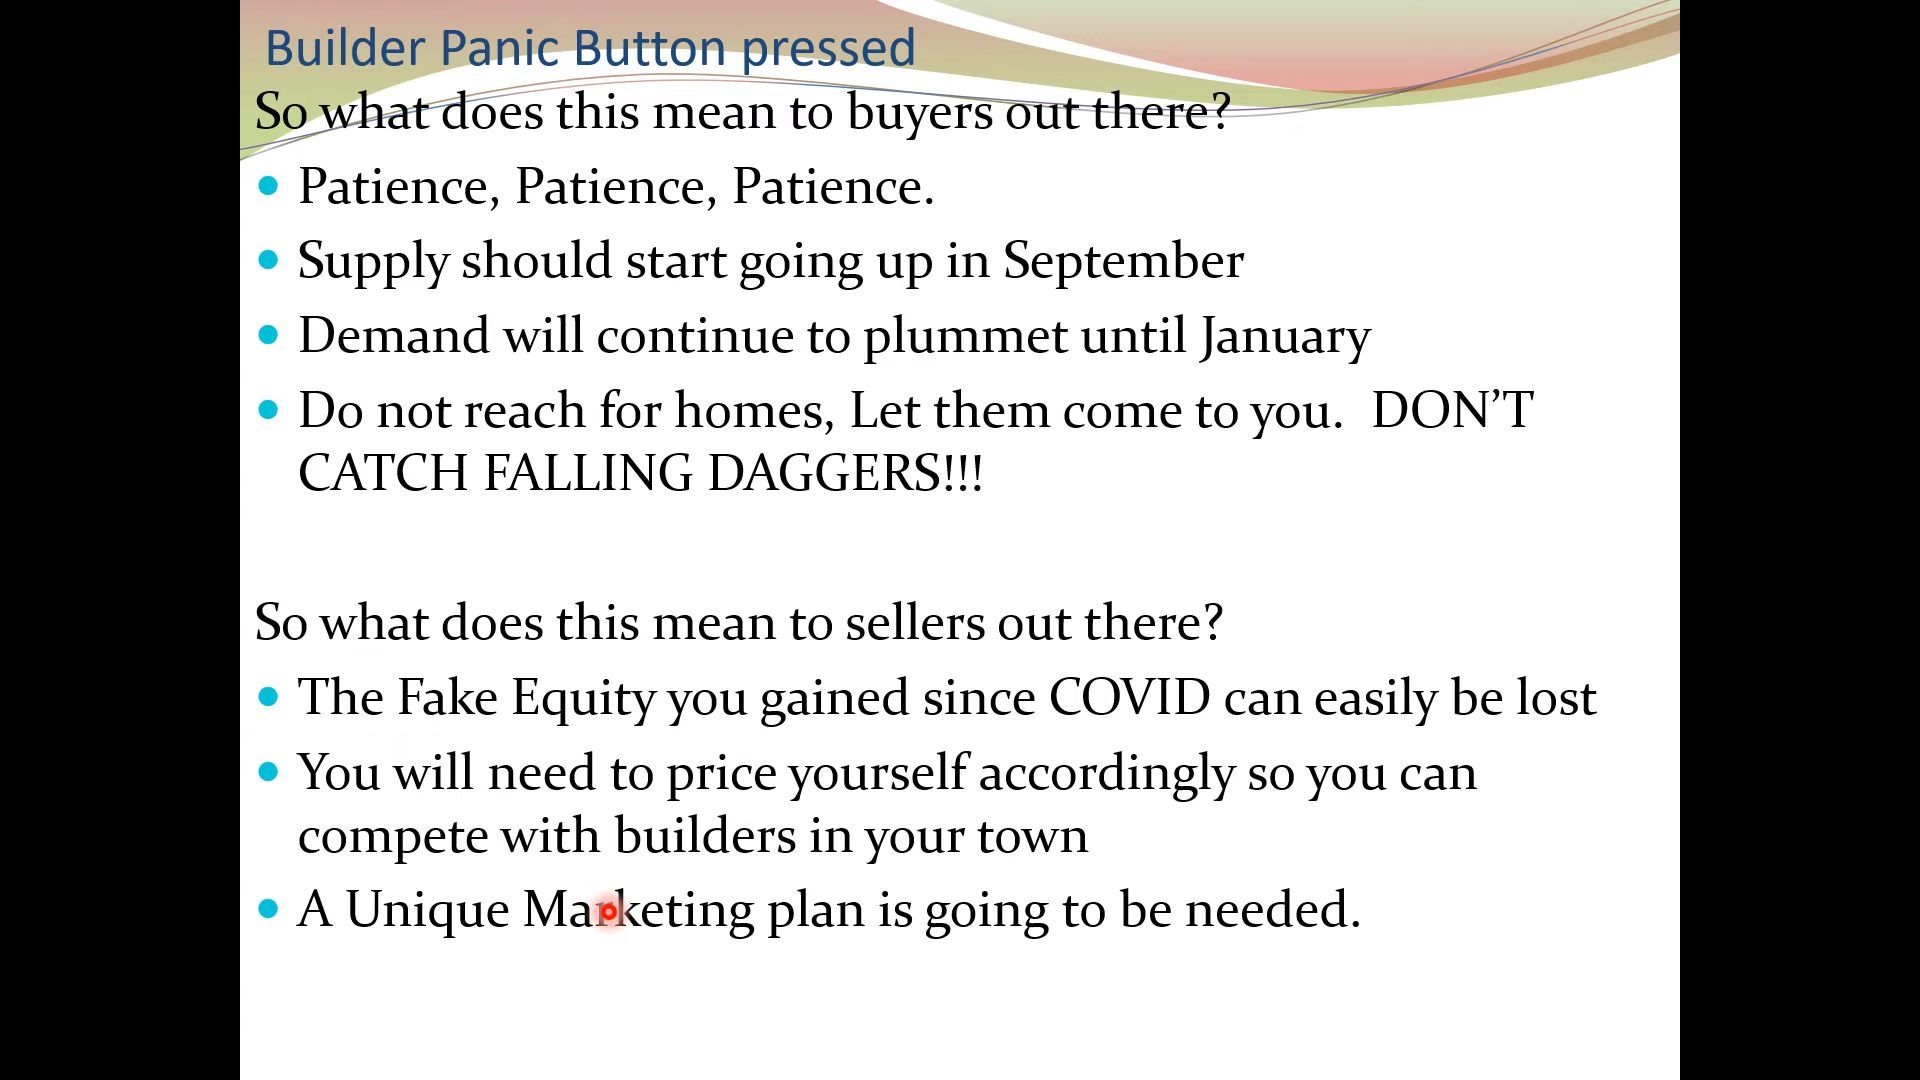 Builder Panic Button pressed
So what does this mean to buyers out there?
Patience, Patience, Patience.
Supply should start going up in September
Demand will continue to plummet until January
Do not reach for homes, Let them come to you.  DON’T
CATCH FALLING DAGGERS!!!
So what does this mean to sellers out there?
The Fake Equity you gained since COVID can easily be lost
You will need to price yourself accordingly so you can
compete with builders in your town
A Unique Marketing plan is going to be needed.